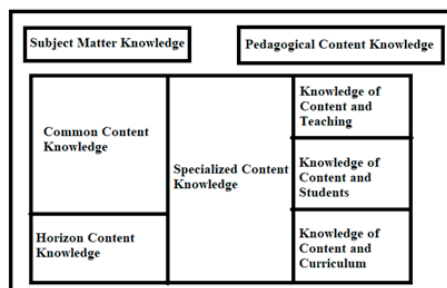 Subject Matter Knowledge
Pedagogical Content Knowledge
Common Content
Knowledge
Horizon Content
Knowledge
Specialized Content
Knowledge
Knowledge of
Content and
Teaching
Knowledge of
Content and
Students
Knowledge of
Content and
Curriculum